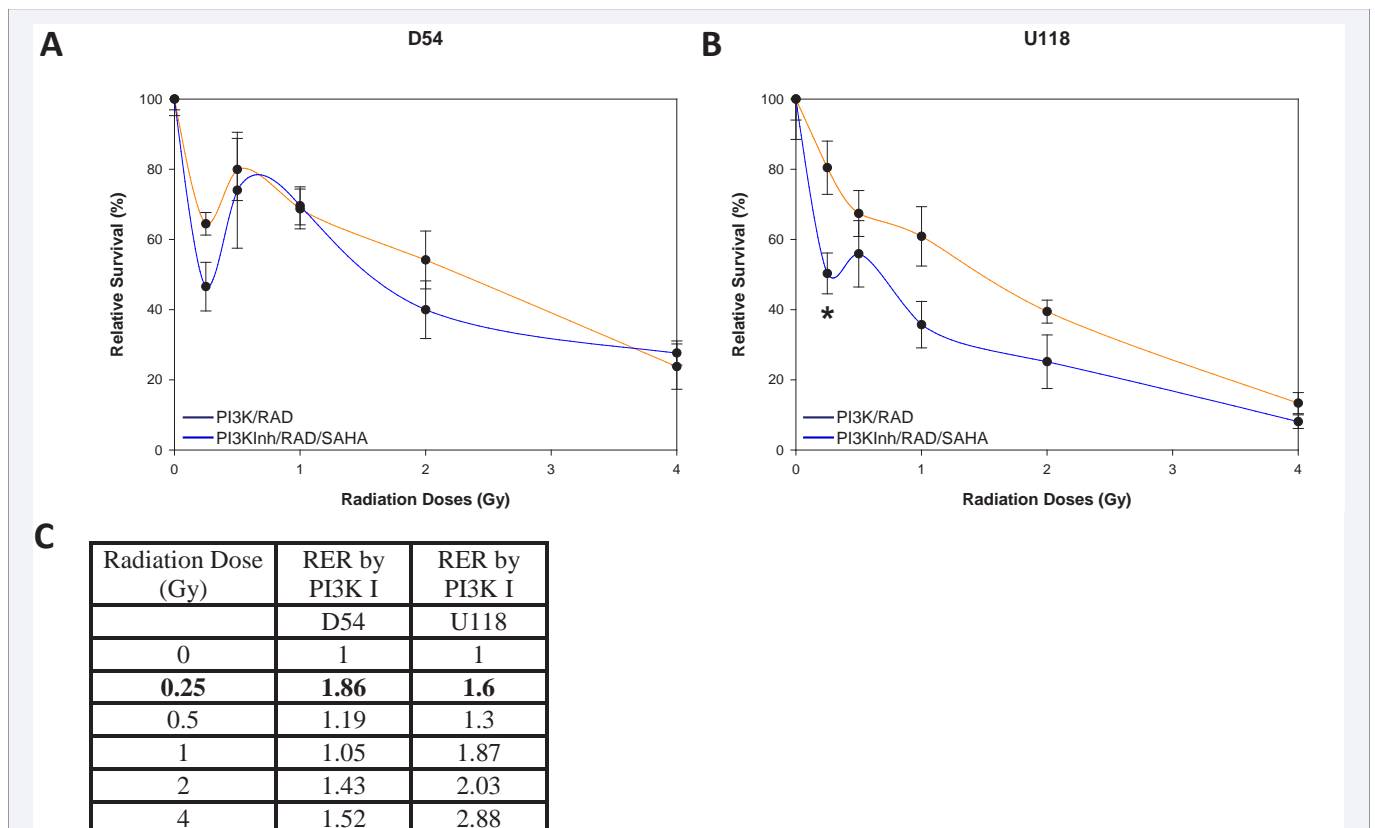 A
D54
100
80
60
40
20
0
Relative Survival (%)
PI3K/RAD
PI3KInh/RAD/SAHA
0 1 2 3 4
Radiation Doses (Gy)
B
U118
100
80
60
40
20
0
Relative Survival (%)
*
PI3K/RAD
PI3KInh/RAD/SAHA
0 1 2 3 4
Radiation Doses (Gy)
C
Radiation Dose (Gy) RER by PI3K I RER by PI3K I
D54 U118
0 1 1
0.25 1.86 1.6
0.5 1.19 1.3
1 1.05 1.87
2 1.43 2.03
4 1.52 2.88